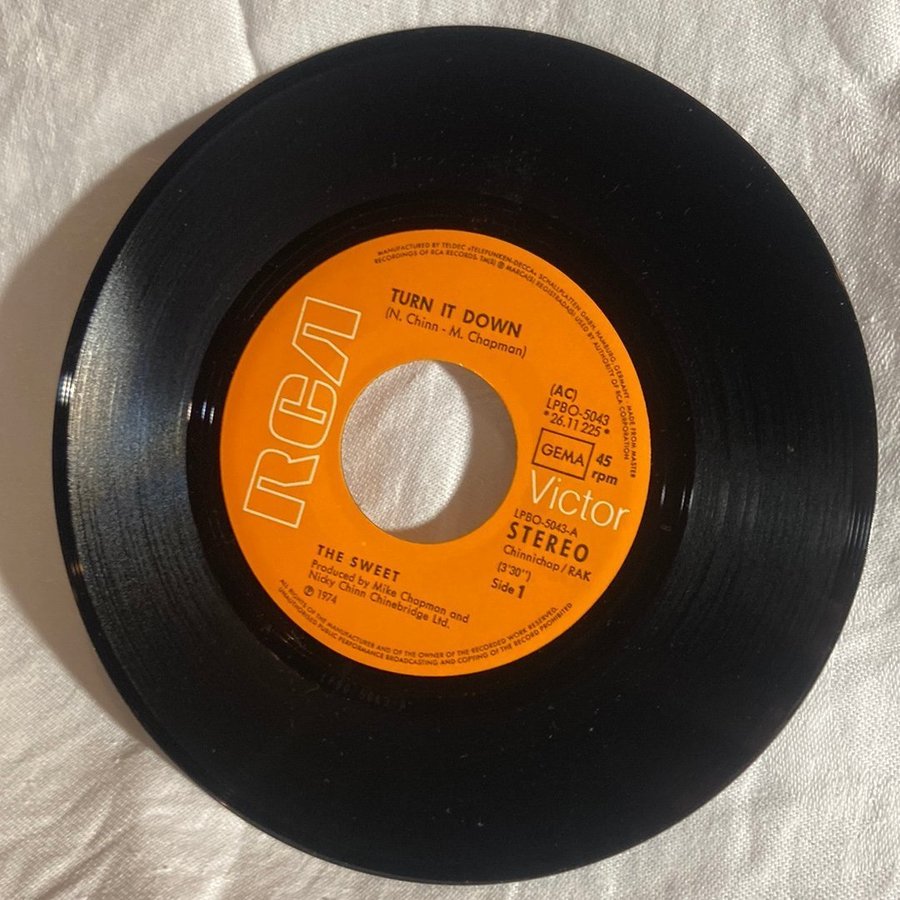 MANUFACTURED BY TELDEC »TELEFUNKEN-DECCA« SCHALLPLATTEN GMBH, HAMBURG, GERMANY, MADE FROM MASTER
RECORDINGS OF RCA RECORDS TM(S) ® MARCA(S) REGISTRADA(S) USED BY AUTHORITY OF RCA CORPORATION
TURN IT DOWN
(N. Chinn - M. Chapman)
RCA
(AC)
LPBO-5043
*26.11 225*
GEMA
45
rpm
Victor
LPBO-5043-A
STEREO
Chinnichap/RAK
(3'30'')
Side 1
THE SWEET
Produced by Mike Chapman and
Nicky Chinn Chinebridge Ltd.
℗ 1974
ALL RIGHTS OF THE MANUFACTURER AND OF THE OWNER OF THE RECORDED WORK RESERVED.
UNAUTHORISED PUBLIC PERFORMANCE BROADCASTING AND COPYING OF THE RECORD PROHIBITED